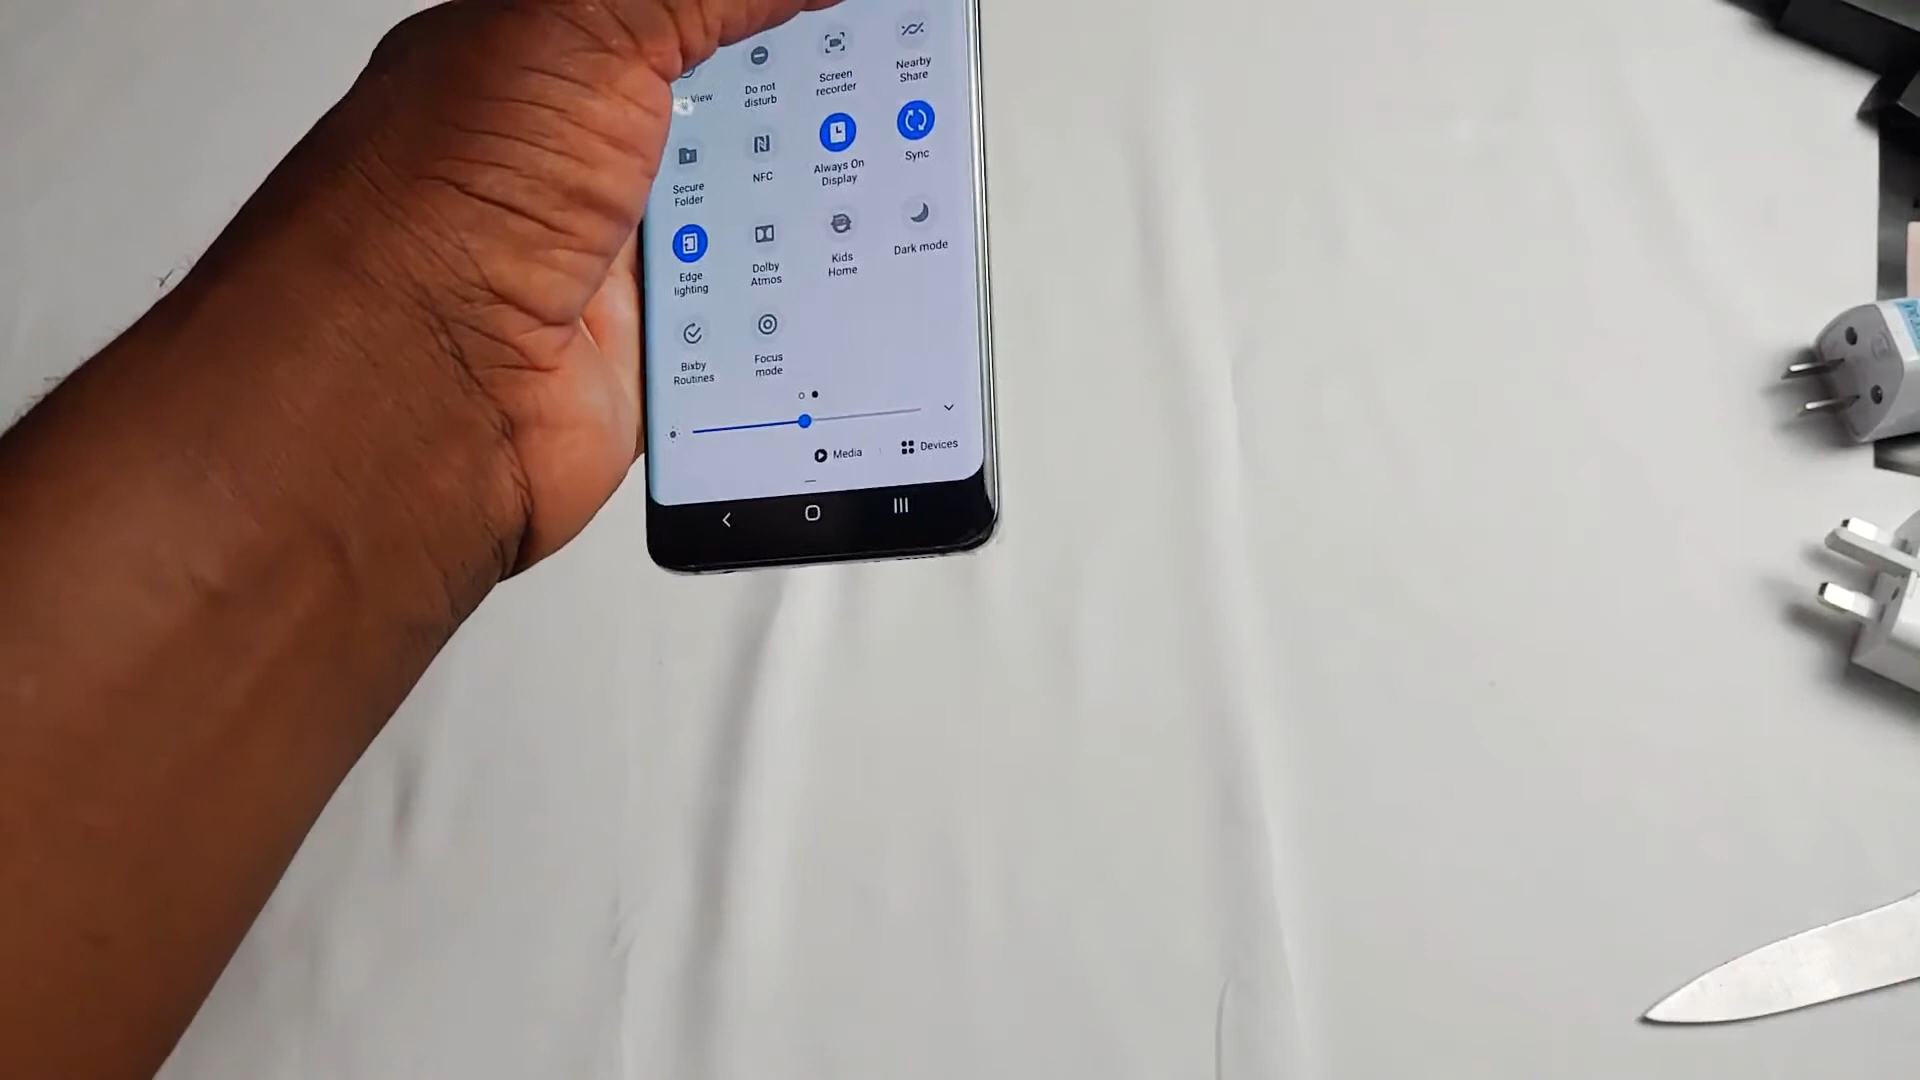 View
Do not
disturb
Screen
recorder
Nearby
Share
Secure
Folder
NFC
Always On
Display
Sync
Edge
lighting
Dolby
Atmos
Kids
Home
Dark mode
Bixby
Routines
Focus
mode
Media
Devices